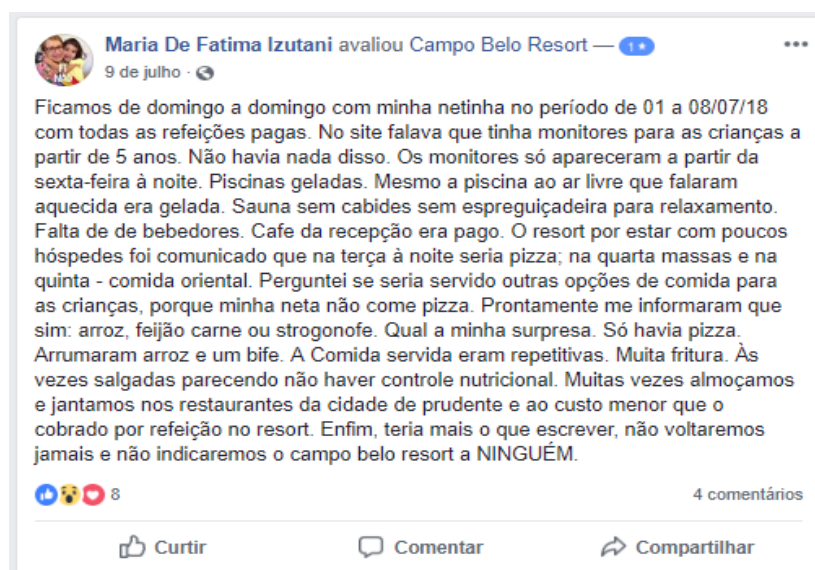 Maria De Fatima Izutani avaliou Campo Belo Resort — 1★
9 de julho ·
Ficamos de domingo a domingo com minha netinha no período de 01 a 08/07/18
com todas as refeições pagas. No site falava que tinha monitores para as crianças a
partir de 5 anos. Não havia nada disso. Os monitores só apareceram a partir da
sexta-feira à noite. Piscinas geladas. Mesmo a piscina ao ar livre que falaram
aquecida era gelada. Sauna sem cabides sem espreguiçadeira para relaxamento.
Falta de de bebedores. Cafe da recepção era pago. O resort por estar com poucos
hóspedes foi comunicado que na terça à noite seria pizza; na quarta massas e na
quinta - comida oriental. Perguntei se seria servido outras opções de comida para
as crianças, porque minha neta não come pizza. Prontamente me informaram que
sim: arroz, feijão carne ou strogonofe. Qual a minha surpresa. Só havia pizza.
Arrumaram arroz e um bife. A Comida servida eram repetitivas. Muita fritura. Às
vezes salgadas parecendo não haver controle nutricional. Muitas vezes almoçamos
e jantamos nos restaurantes da cidade de prudente e ao custo menor que o
cobrado por refeição no resort. Enfim, teria mais o que escrever, não voltaremos
jamais e não indicaremos o campo belo resort a NINGUÉM.
8 4 comentários
Curtir Comentar Compartilhar